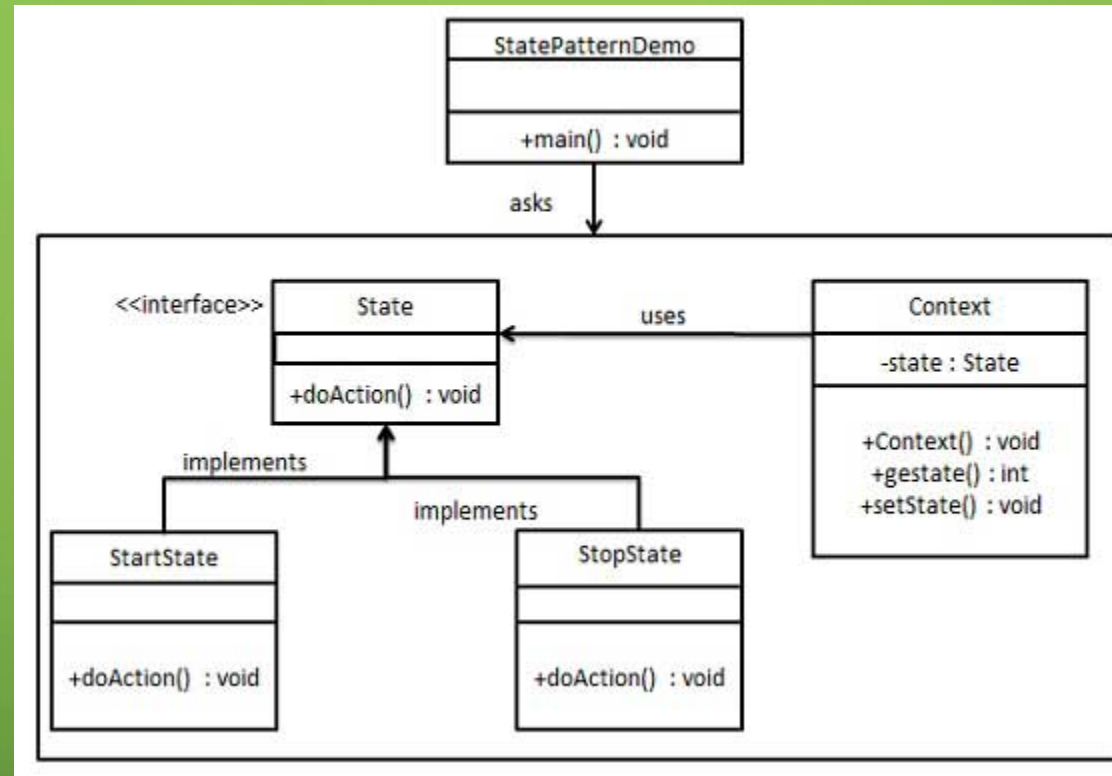 StatePatternDemo
+main() : void
asks
<<interface>>
State
+doAction() : void
uses
Context
-state : State
+Context() : void
+gestate() : int
+setState() : void
implements
implements
StartState
+doAction() : void
StopState
+doAction() : void